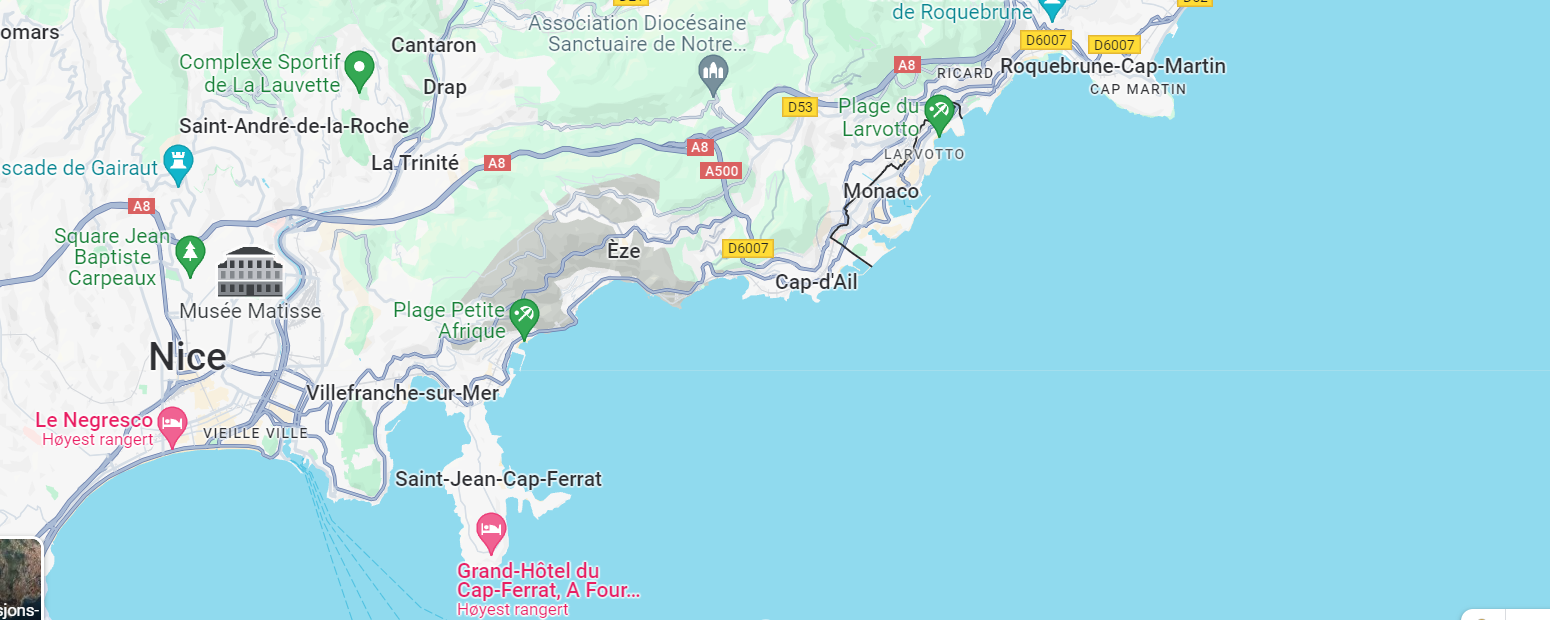 omars
Cantaron
Association Diocésaine
Sanctuaire de Notre...
de Roquebrune
D6007
D6007
Complexe Sportif
de La Lauvette
Drap
A8
RICARD
Roquebrune-Cap-Martin
CAP MARTIN
D53
Plage du
Larvotto
Saint-André-de-la-Roche
La Trinité
A8
A8
A500
LARVOTTO
scade de Gairaut
Monaco
A8
Square Jean
Baptiste
Carpeaux
Èze
D6007
Cap-d'Ail
Musée Matisse
Plage Petite
Afrique
Nice
Villefranche-sur-Mer
Le Negresco
Høyest rangert
VIEILLE VILLE
Saint-Jean-Cap-Ferrat
Grand-Hôtel du
Cap-Ferrat, A Four...
Høyest rangert
sjons-